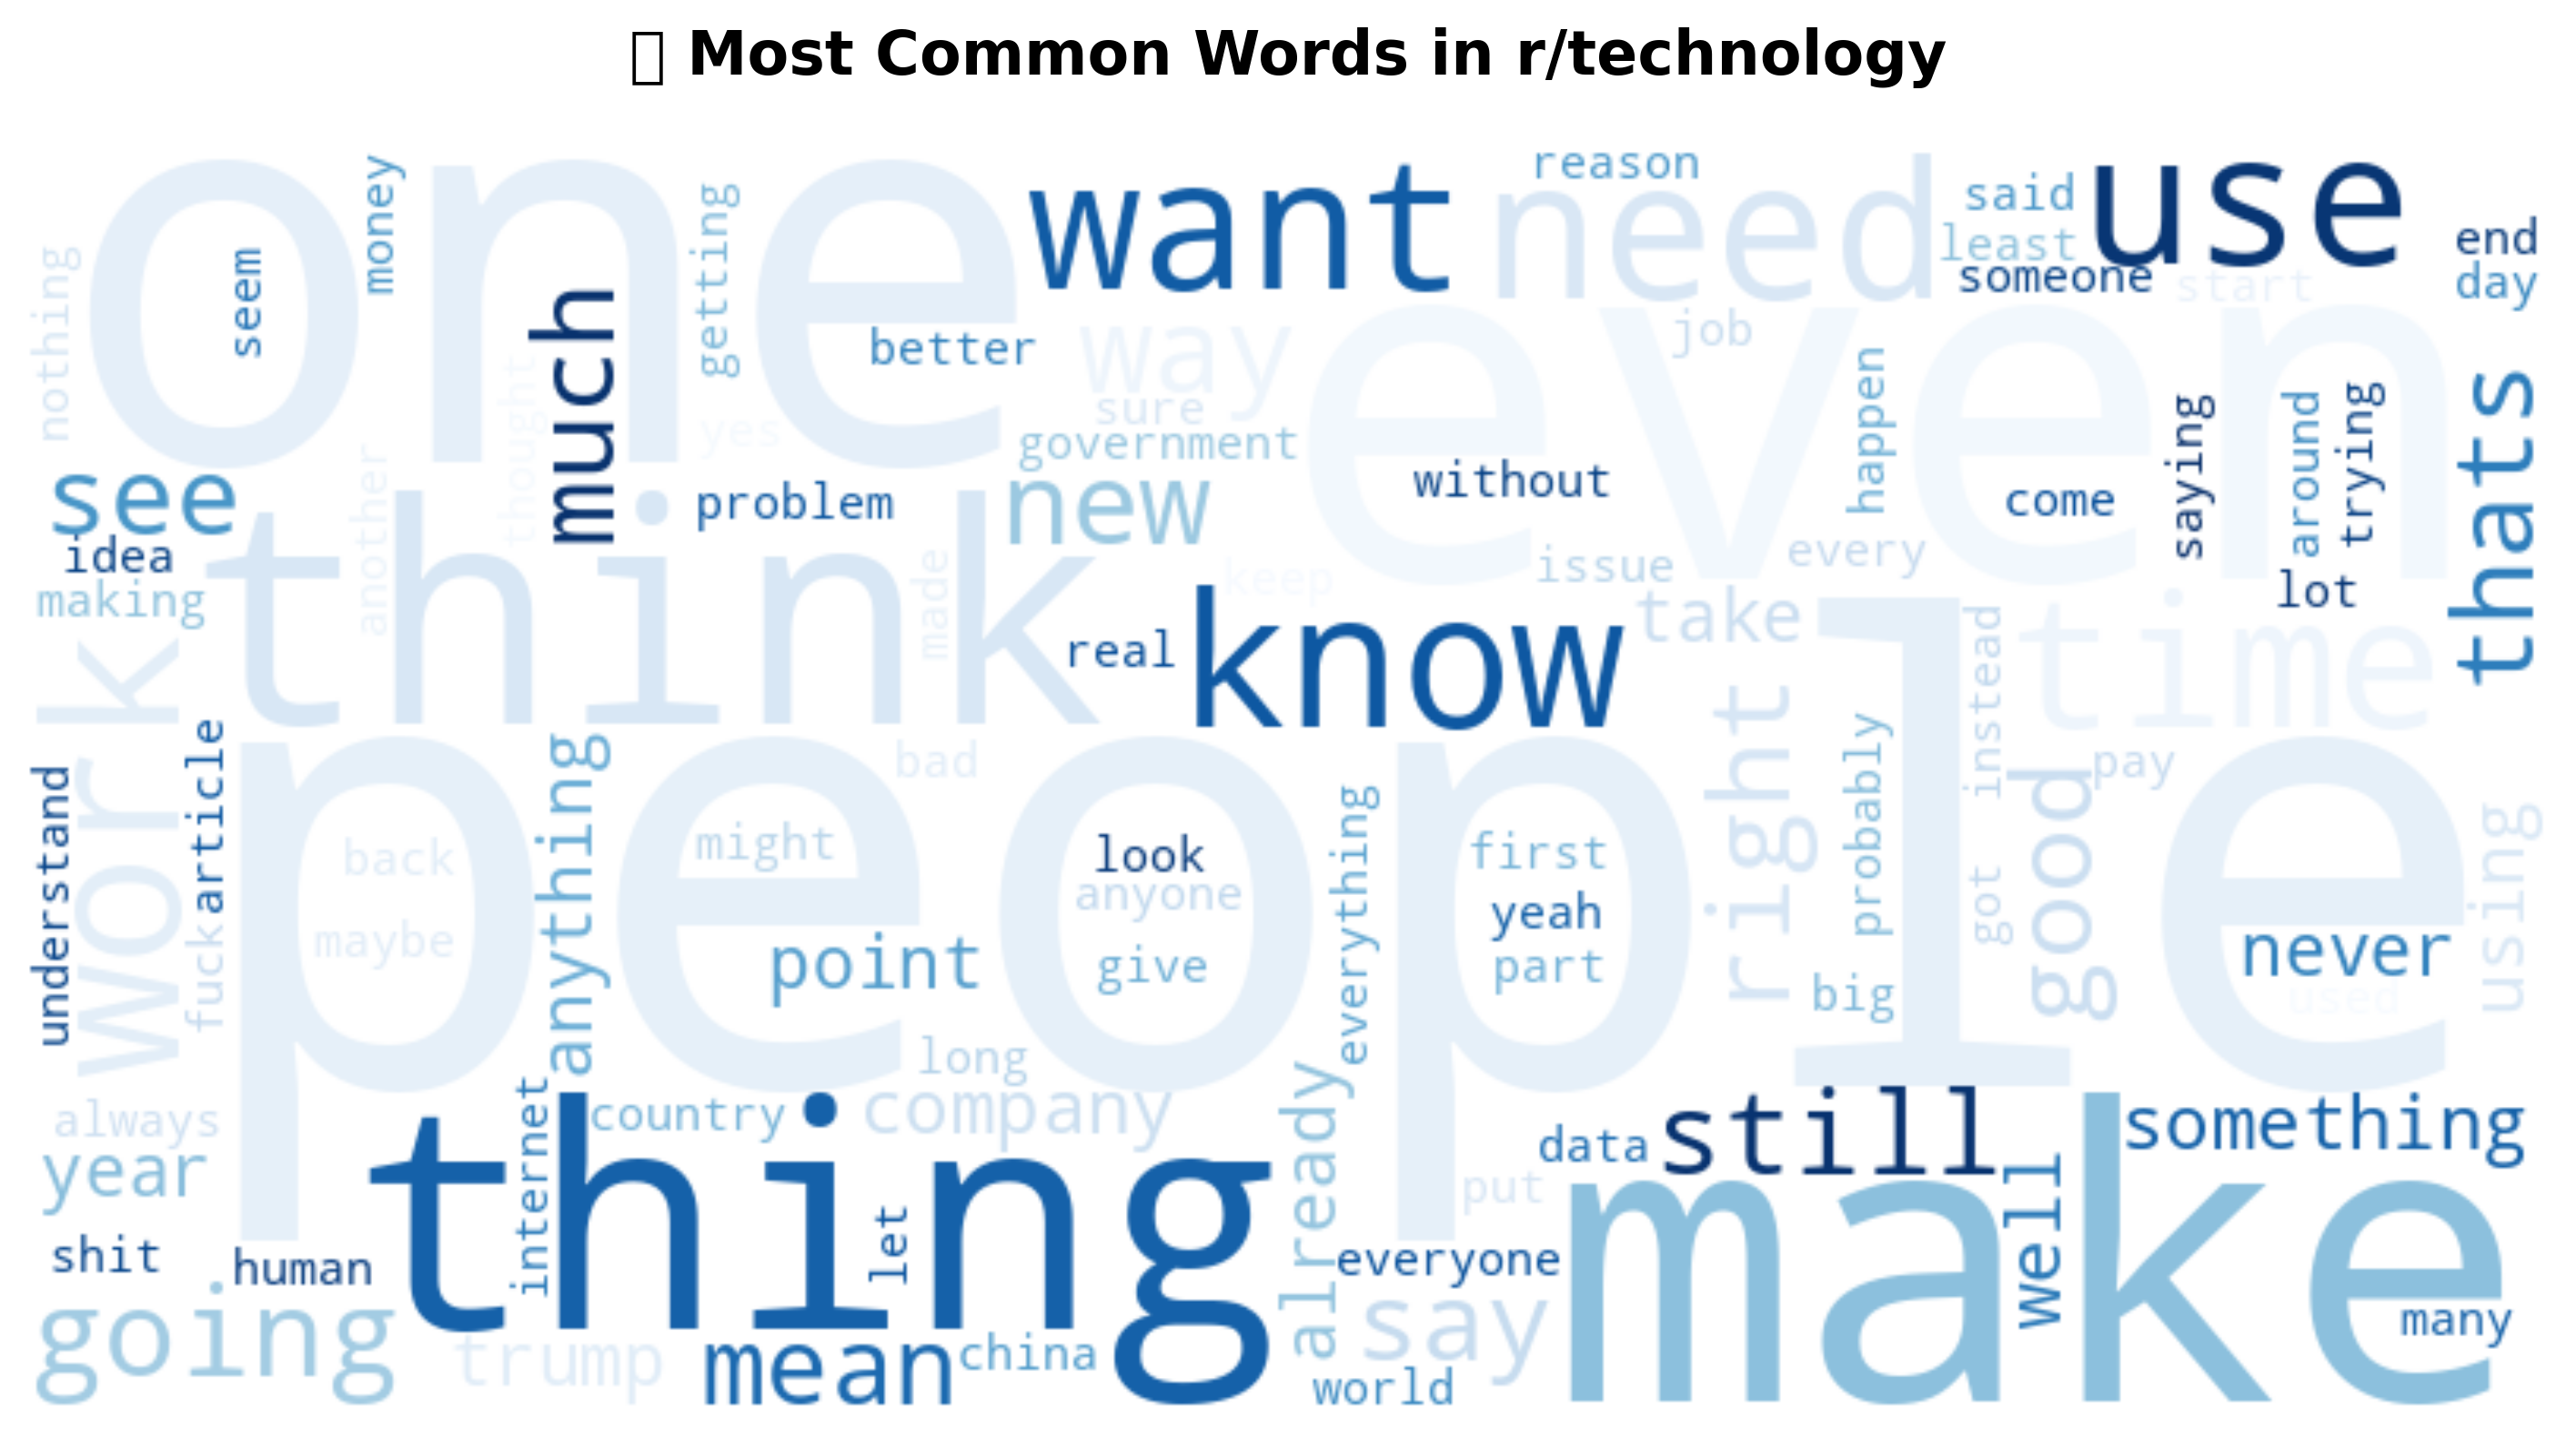 ▯ Most Common Words in r/technology
one
money
want
reason
need
said
use
least
someone
start
end
day
nothing
seem
much
getting
better
way
job
sure
yes
thought
government
even
happen
saying
around
trying
thats
see
another
problem
new
without
come
idea
think
making
made
keep
issue
every
lot
real
know
take
instead
time
work
article
understand
fuck
people
bad
right
probably
pay
good
got
using
back
maybe
anything
might
look
anyone
give
everything
first
yeah
part
point
big
never
used
long
always
year
internet
country
company
already
data
still
something
put
well
shit
human
thing
let
everyone
make
many
going
trump
mean
china
say
world